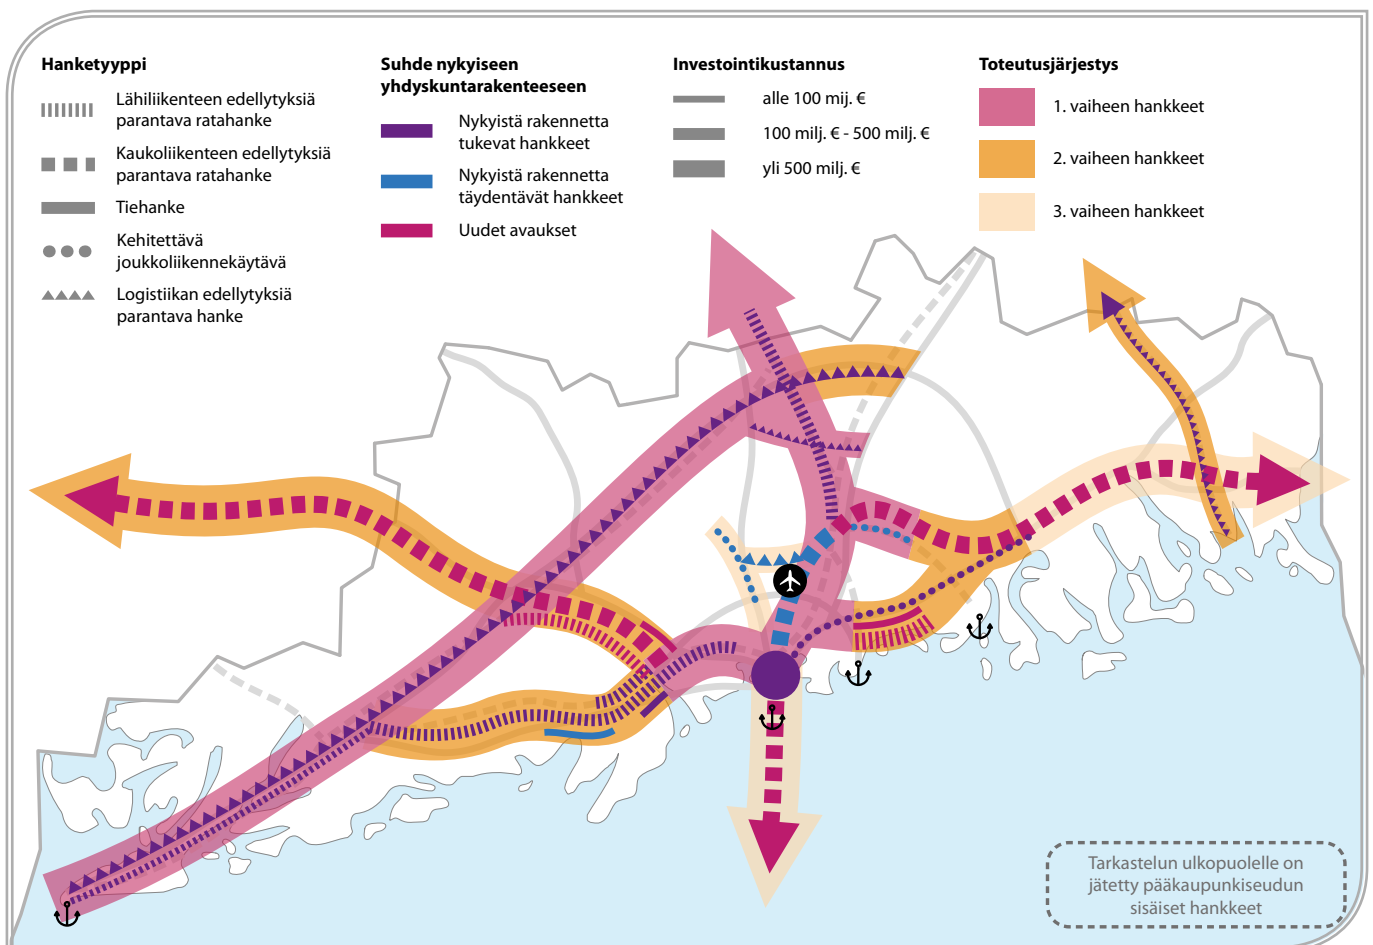 Hanketyyppi
Lähiliikenteen edellytyksiä
parantava ratahanke
Kaukoliikenteen edellytyksiä
parantava ratahanke
Tiehanke
Kehitettävä
joukkoliikennekäytävä
Logistiikan edellytyksiä
parantava hanke
Suhde nykyiseen
yhdyskuntarakenteeseen
Nykyistä rakennetta
tukevat hankkeet
Nykyistä rakennetta
täydentävät hankkeet
Uudet avaukset
Investointikustannus
alle 100 mij. €
100 milj. € - 500 milj. €
yli 500 milj. €
Toteutusjärjestys
1. vaiheen hankkeet
2. vaiheen hankkeet
3. vaiheen hankkeet
Tarkastelun ulkopuolelle on
jätetty pääkaupunkiseudun
sisäiset hankkeet